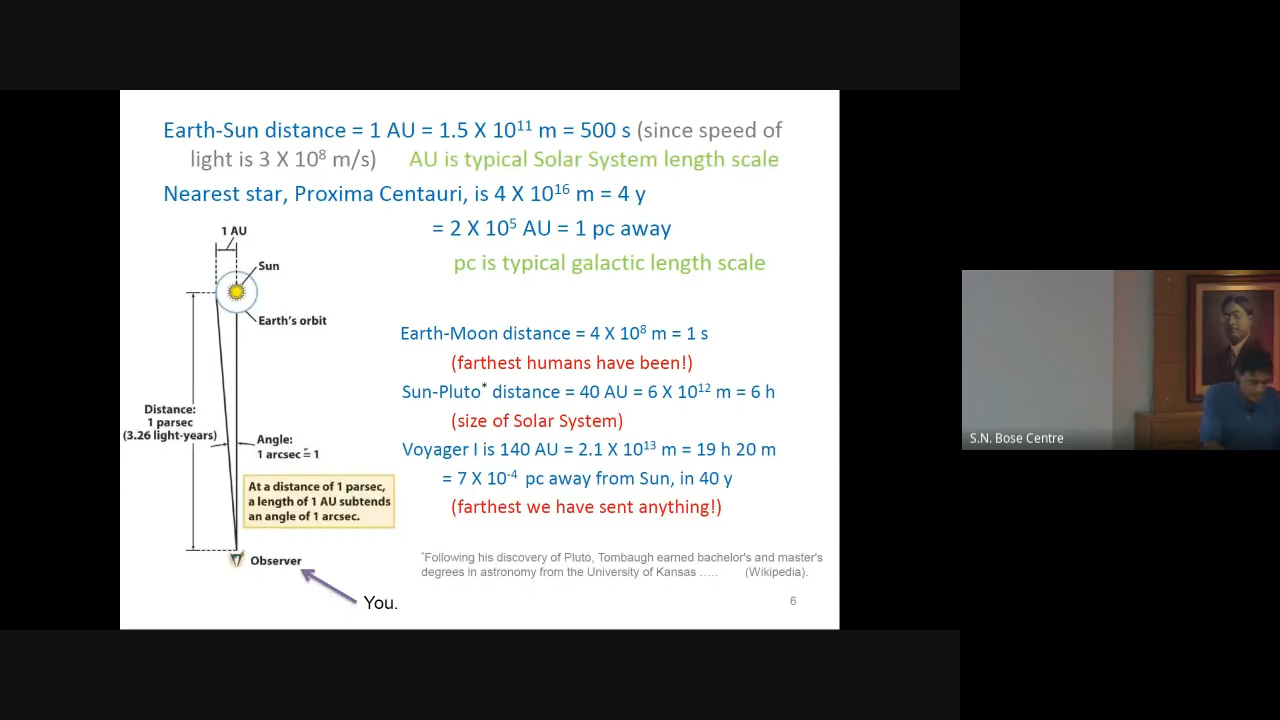 Earth-Sun distance = 1 AU = 1.5 X 10¹¹ m = 500 s (since speed of
light is 3 X 10⁸ m/s) AU is typical Solar System length scale
Nearest star, Proxima Centauri, is 4 X 10¹⁶ m = 4 y
= 2 X 10⁵ AU = 1 pc away
pc is typical galactic length scale
1 AU
Sun
Earth's orbit
Distance:
1 parsec
(3.26 light-years)
Angle:
1 arcsec = 1"
At a distance of 1 parsec,
a length of 1 AU subtends
an angle of 1 arcsec.
Observer
You.
Earth-Moon distance = 4 X 10⁸ m = 1 s
(farthest humans have been!)
Sun-Pluto* distance = 40 AU = 6 X 10¹² m = 6 h
(size of Solar System)
Voyager I is 140 AU = 2.1 X 10¹³ m = 19 h 20 m
= 7 X 10⁻⁴ pc away from Sun, in 40 y
(farthest we have sent anything!)
*Following his discovery of Pluto, Tombaugh earned bachelor's and master's
degrees in astronomy from the University of Kansas ..... (Wikipedia).
6
S.N. Bose Centre